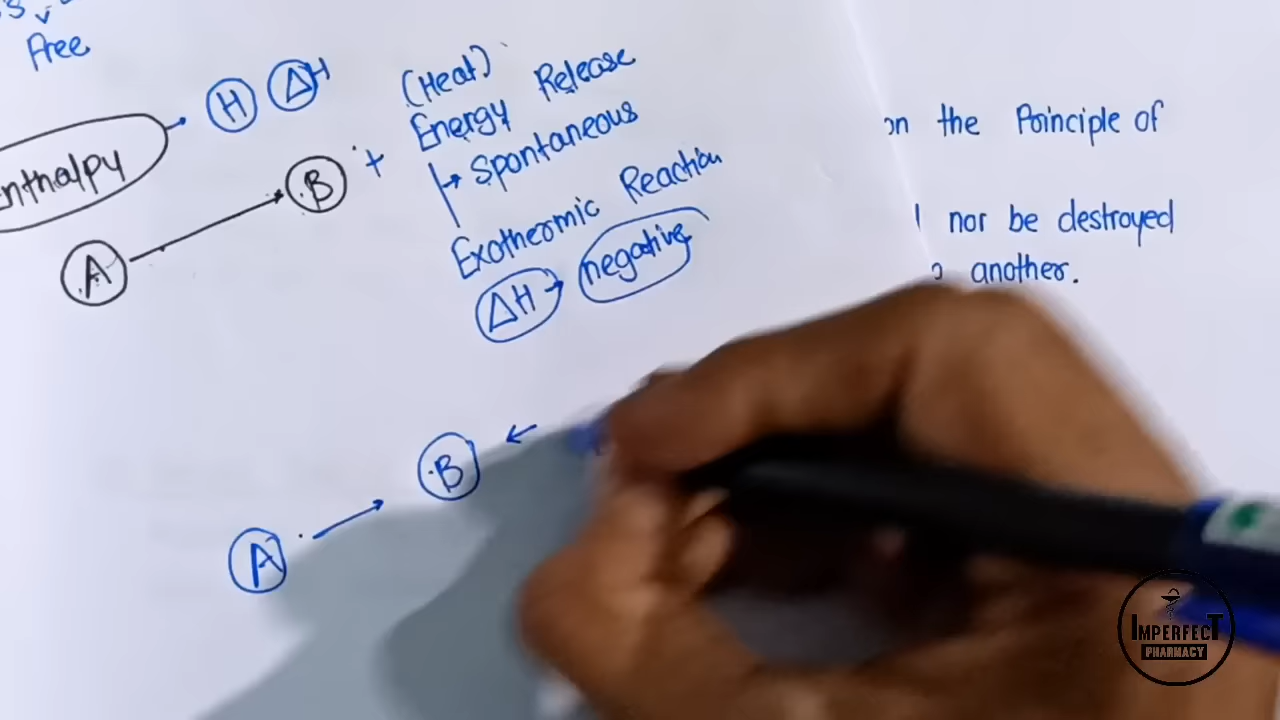 Free
H ΔH
(Heat)
Energy Release
Spontaneous
Exothermic Reaction
ΔH → negative
nthalpy
A → B +
on the Principle of
nor be destroyed
another.
A → B ←
IMPERFECT
PHARMACY